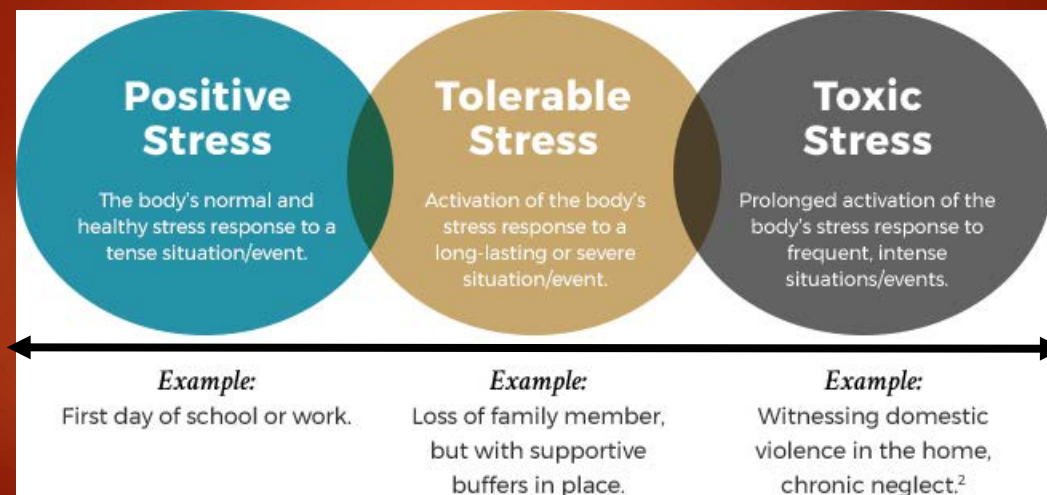 Positive
Stress
The body's normal and
healthy stress response to a
tense situation/event.
Tolerable
Stress
Activation of the body's
stress response to a
long-lasting or severe
situation/event.
Toxic
Stress
Prolonged activation of the
body's stress response to
frequent, intense
situations/events.
Example:
First day of school or work.
Example:
Loss of family member,
but with supportive
buffers in place.
Example:
Witnessing domestic
violence in the home,
chronic neglect.²